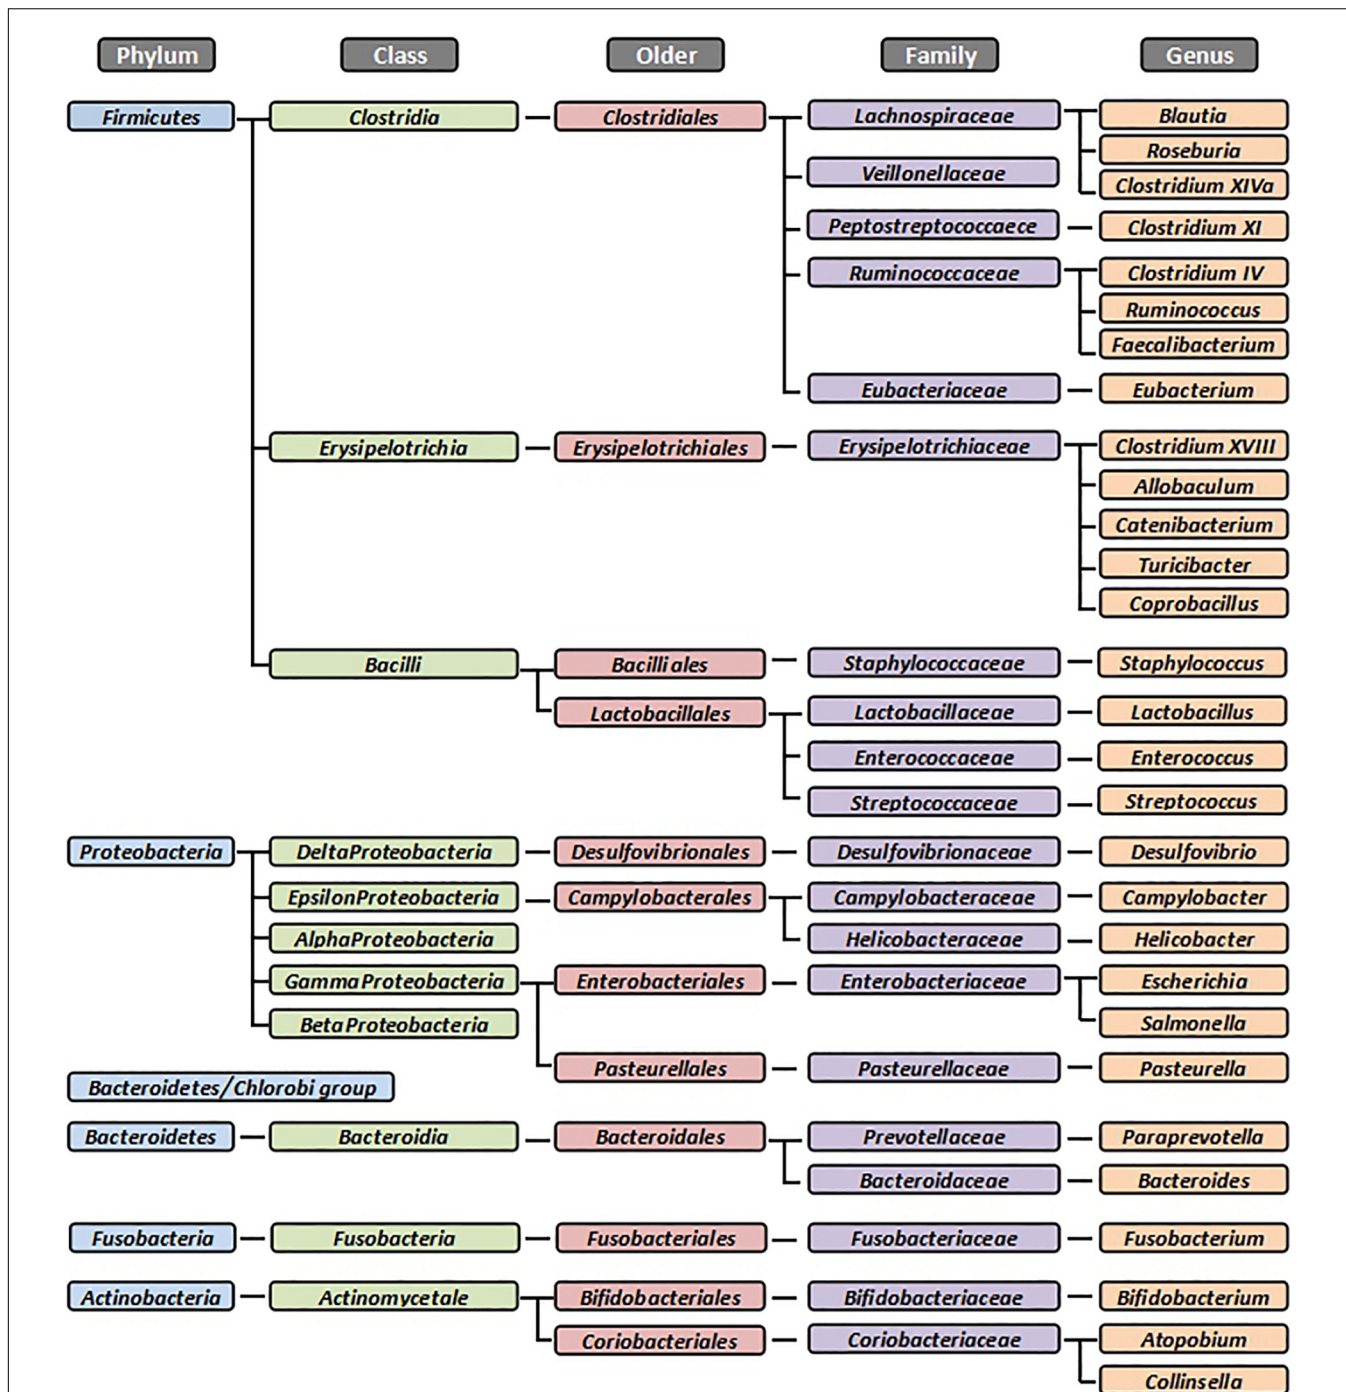 Phylum Class Older Family Genus
Firmicutes Clostridia Clostridiales Lachnospiraceae Blautia
Roseburia
Veillonellaceae Clostridium XIVa
Peptostreptococcaece Clostridium XI
Ruminococcaceae Clostridium IV
Ruminococcus
Faecalibacterium
Eubacteriaceae Eubacterium
Erysipelotrichia Erysipelotrichiales Erysipelotrichiaceae Clostridium XVIII
Allobaculum
Catenibacterium
Turicibacter
Coprobacillus
Bacilli Bacilliales Staphylococcaceae Staphylococcus
Lactobacillales Lactobacillaceae Lactobacillus
Enterococcaceae Enterococcus
Streptococcaceae Streptococcus
Proteobacteria DeltaProteobacteria Desulfovibrionales Desulfovibrionaceae Desulfovibrio
EpsilonProteobacteria Campylobacterales Campylobacteraceae Campylobacter
AlphaProteobacteria Helicobacteraceae Helicobacter
GammaProteobacteria Enterobacteriales Enterobacteriaceae Escherichia
BetaProteobacteria Salmonella
Pasteurellales Pasteurellaceae Pasteurella
Bacteroidetes/Chlorobi group
Bacteroidetes Bacteroidia Bacteroidales Prevotellaceae Paraprevotella
Bacteroidaceae Bacteroides
Fusobacteria Fusobacteria Fusobacteriales Fusobacteriaceae Fusobacterium
Actinobacteria Actinomycetale Bifidobacteriales Bifidobacteriaceae Bifidobacterium
Coriobacteriales Coriobacteriaceae Atopobium
Collinsella